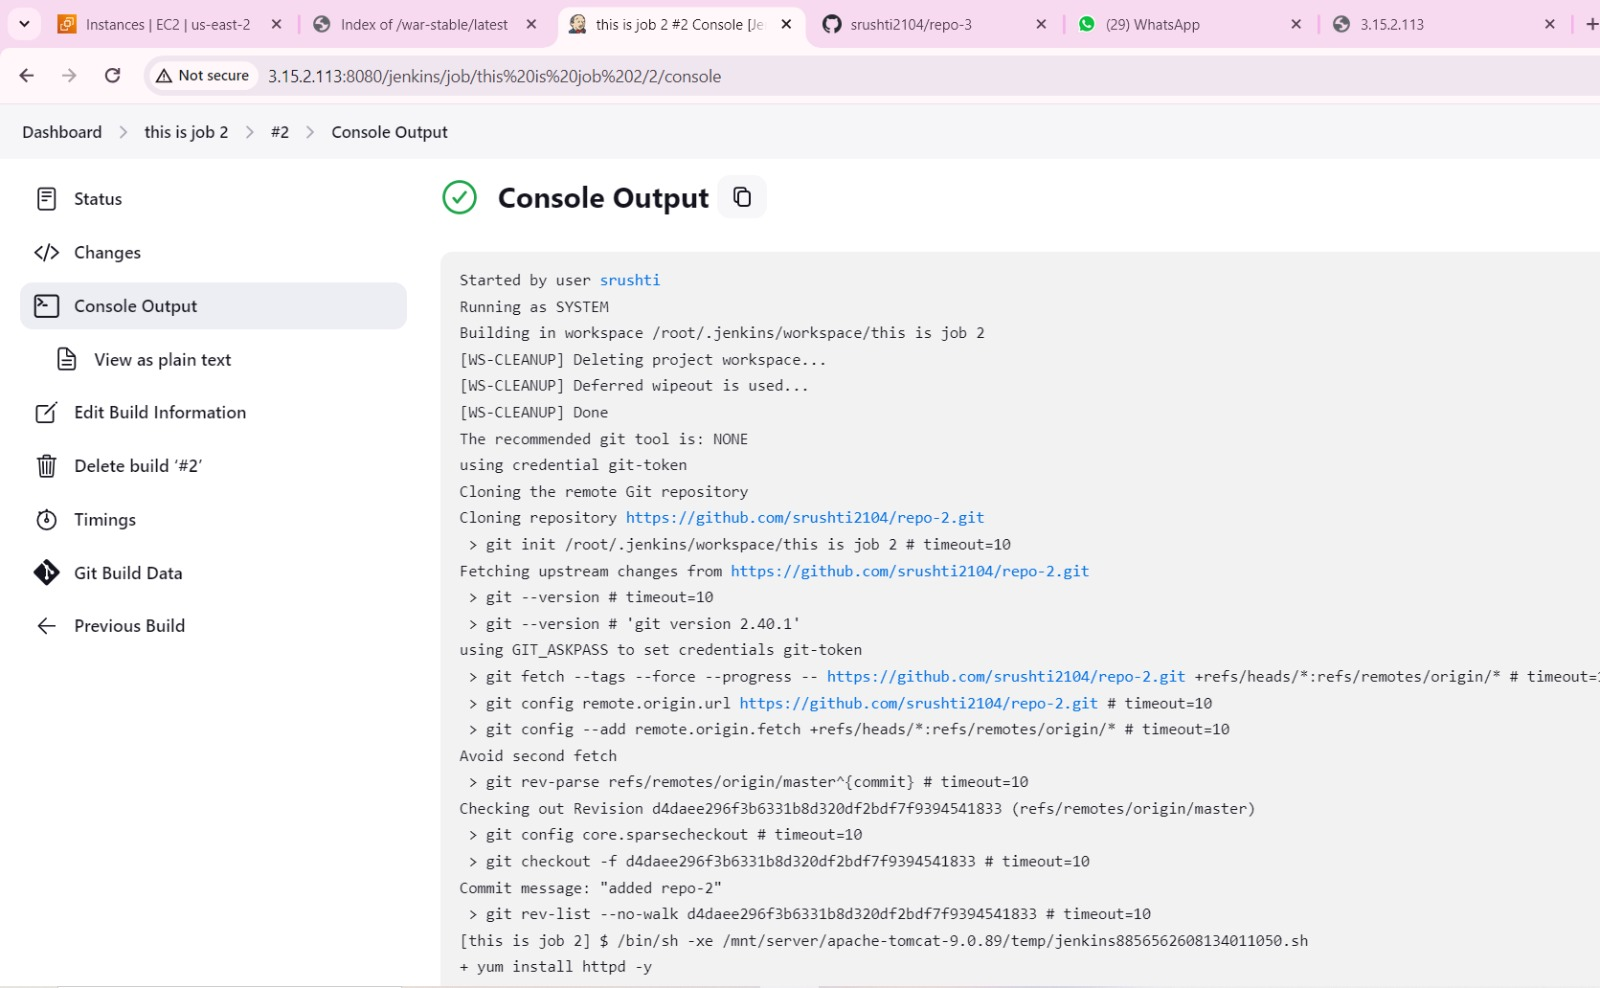 Instances | EC2 | us-east-2
Index of /war-stable/latest
this is job 2 #2 Console [Je
srushti2104/repo-3
(29) WhatsApp
3.15.2.113
Not secure
3.15.2.113:8080/jenkins/job/this%20is%20job%202/2/console
Dashboard > this is job 2 > #2 > Console Output
Status
Changes
Console Output
View as plain text
Edit Build Information
Delete build ‘#2’
Timings
Git Build Data
Previous Build
Console Output
Started by user srushti
Running as SYSTEM
Building in workspace /root/.jenkins/workspace/this is job 2
[WS-CLEANUP] Deleting project workspace...
[WS-CLEANUP] Deferred wipeout is used...
[WS-CLEANUP] Done
The recommended git tool is: NONE
using credential git-token
Cloning the remote Git repository
Cloning repository https://github.com/srushti2104/repo-2.git
 > git init /root/.jenkins/workspace/this is job 2 # timeout=10
Fetching upstream changes from https://github.com/srushti2104/repo-2.git
 > git --version # timeout=10
 > git --version # 'git version 2.40.1'
using GIT_ASKPASS to set credentials git-token
 > git fetch --tags --force --progress -- https://github.com/srushti2104/repo-2.git +refs/heads/*:refs/remotes/origin/* # timeout=
 > git config remote.origin.url https://github.com/srushti2104/repo-2.git # timeout=10
 > git config --add remote.origin.fetch +refs/heads/*:refs/remotes/origin/* # timeout=10
Avoid second fetch
 > git rev-parse refs/remotes/origin/master^{commit} # timeout=10
Checking out Revision d4daee296f3b6331b8d320df2bdf7f9394541833 (refs/remotes/origin/master)
 > git config core.sparsecheckout # timeout=10
 > git checkout -f d4daee296f3b6331b8d320df2bdf7f9394541833 # timeout=10
Commit message: "added repo-2"
 > git rev-list --no-walk d4daee296f3b6331b8d320df2bdf7f9394541833 # timeout=10
[this is job 2] $ /bin/sh -xe /mnt/server/apache-tomcat-9.0.89/temp/jenkins8856562608134011050.sh
+ yum install httpd -y